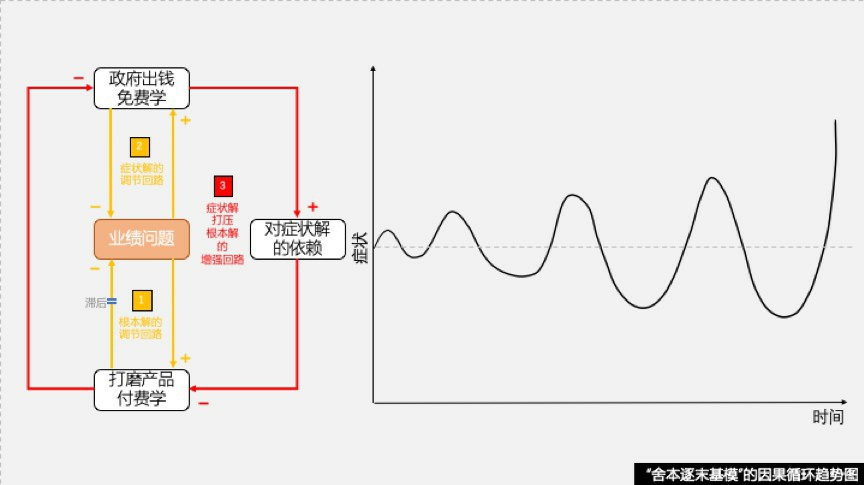 政府出钱
免费学
−
+
2
症状解的
调节回路
3
症状解
打压
根本解
的
增强回路
−
+
业绩问题
对症状解
的依赖
−
滞后
1
根本解的
调节回路
+
打磨产品
付费学
−
症状
时间
“舍本逐末基模”的因果循环趋势图